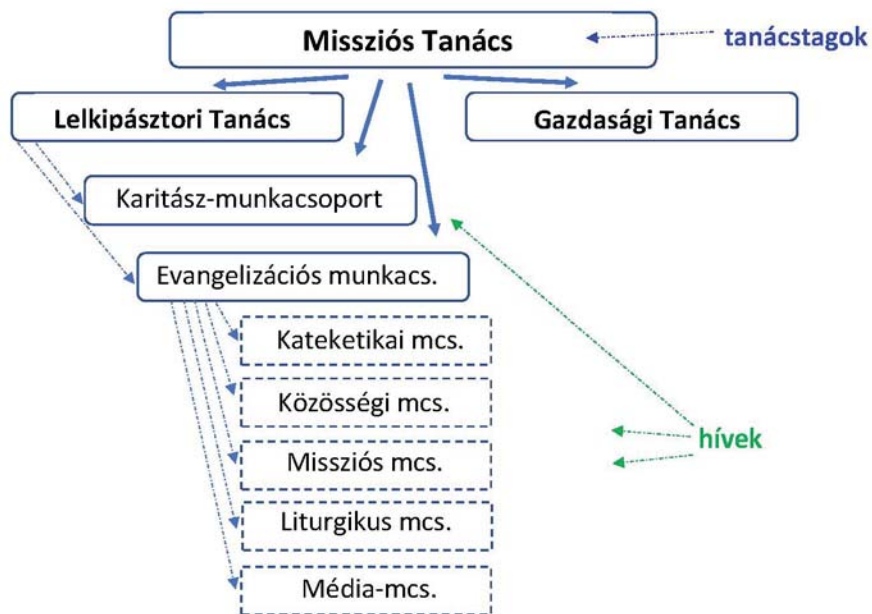 Missziós Tanács
tanácstagok
Lelkipásztori Tanács
Gazdasági Tanács
Karitász-munkacsoport
Evangelizációs munkacs.
Kateketikai mcs.
Közösségi mcs.
hívek
Missziós mcs.
Liturgikus mcs.
Média-mcs.